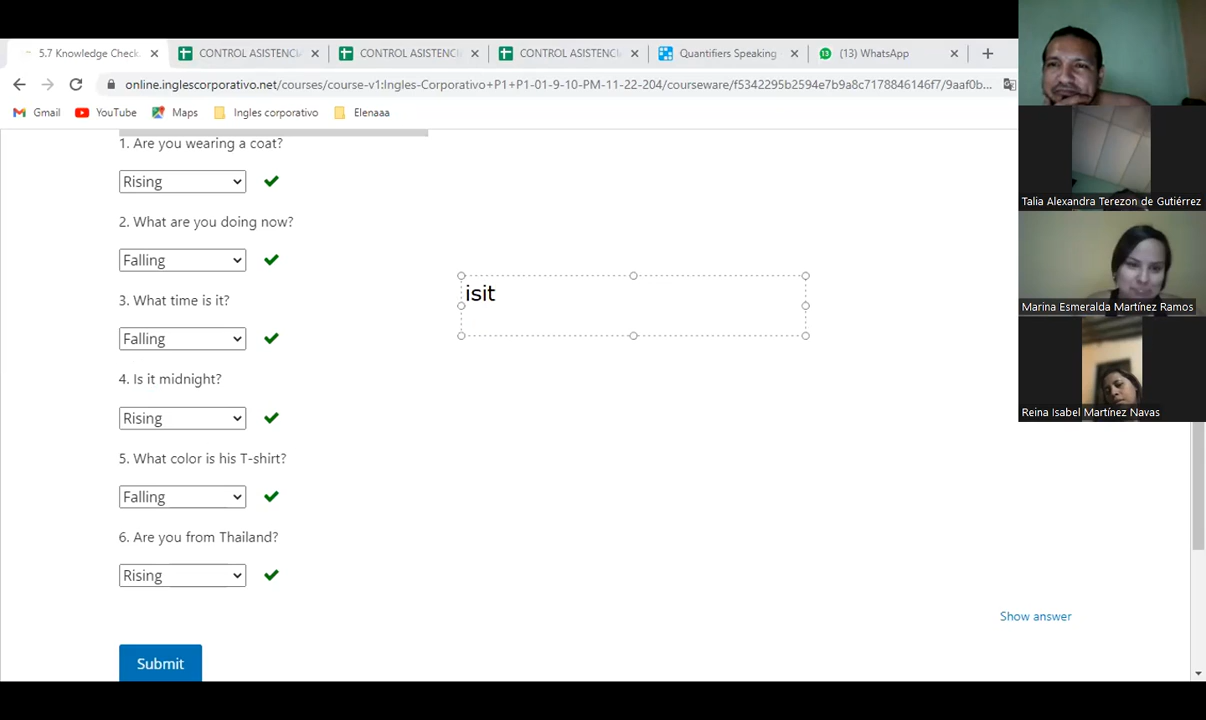 5.7 Knowledge Check
CONTROL ASISTENCI
CONTROL ASISTENCI
CONTROL ASISTENCI
Quantifiers Speaking
(13) WhatsApp
online.inglescorporativo.net/courses/course-v1:Ingles-Corporativo+P1+P1-01-9-10-PM-11-22-204/courseware/f5342295b2594e7b9a8c7178846146f7/9aaf0b...
Gmail
YouTube
Maps
Ingles corporativo
Elenaaa
1. Are you wearing a coat?
Rising
2. What are you doing now?
Falling
3. What time is it?
Falling
4. Is it midnight?
Rising
5. What color is his T-shirt?
Falling
6. Are you from Thailand?
Rising
Show answer
Submit
isit
Talia Alexandra Terezon de Gutiérrez
Marina Esmeralda Martínez Ramos
Reina Isabel Martínez Navas